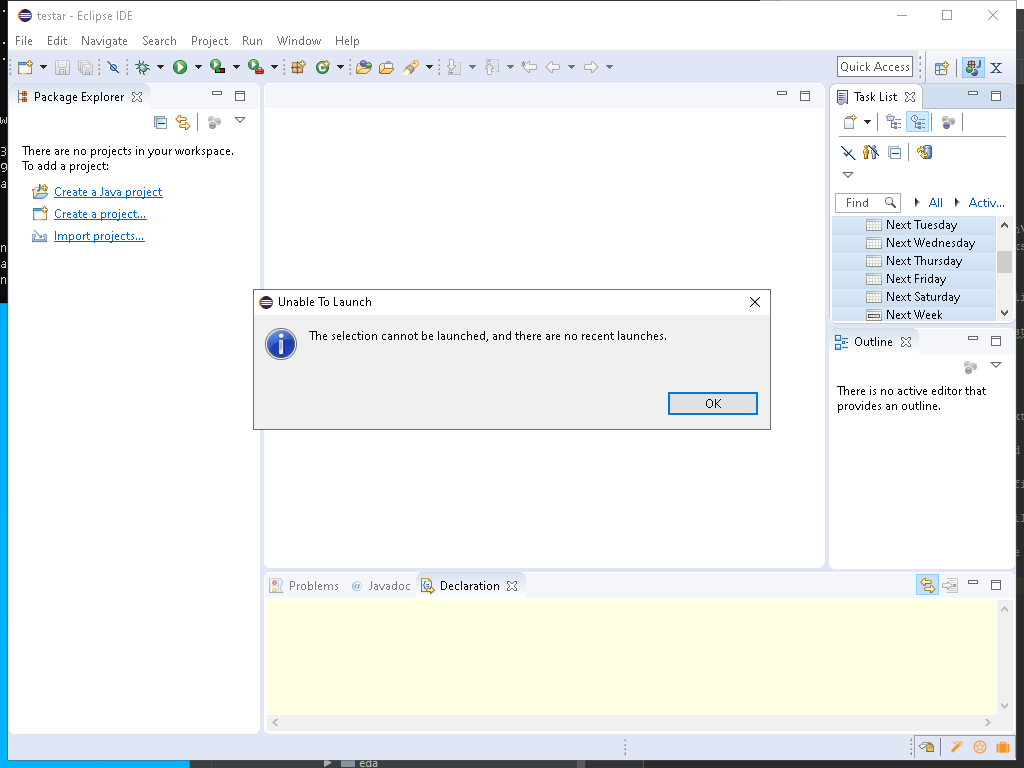 testar - Eclipse IDE
File Edit Navigate Search Project Run Window Help
Quick Access
Package Explorer
There are no projects in your workspace.
To add a project:
Create a Java project
Create a project...
Import projects...
Task List
Find All Activ...
Next Tuesday
Next Wednesday
Next Thursday
Next Friday
Next Saturday
Next Week
Unable To Launch
The selection cannot be launched, and there are no recent launches.
OK
Outline
There is no active editor that
provides an outline.
Problems @ Javadoc Declaration
eda